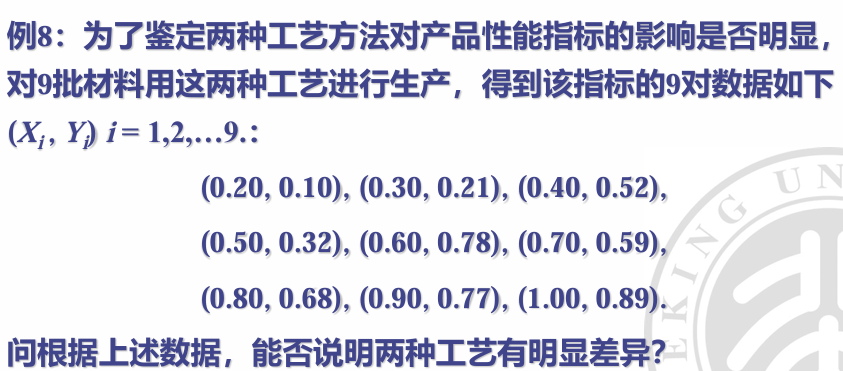 例8：为了鉴定两种工艺方法对产品性能指标的影响是否明显，
对9批材料用这两种工艺进行生产，得到该指标的9对数据如下
(Xi , Yi) i = 1,2,…9.：
(0.20, 0.10), (0.30, 0.21), (0.40, 0.52),
(0.50, 0.32), (0.60, 0.78), (0.70, 0.59),
(0.80, 0.68), (0.90, 0.77), (1.00, 0.89).
问根据上述数据，能否说明两种工艺有明显差异?
EKING UN